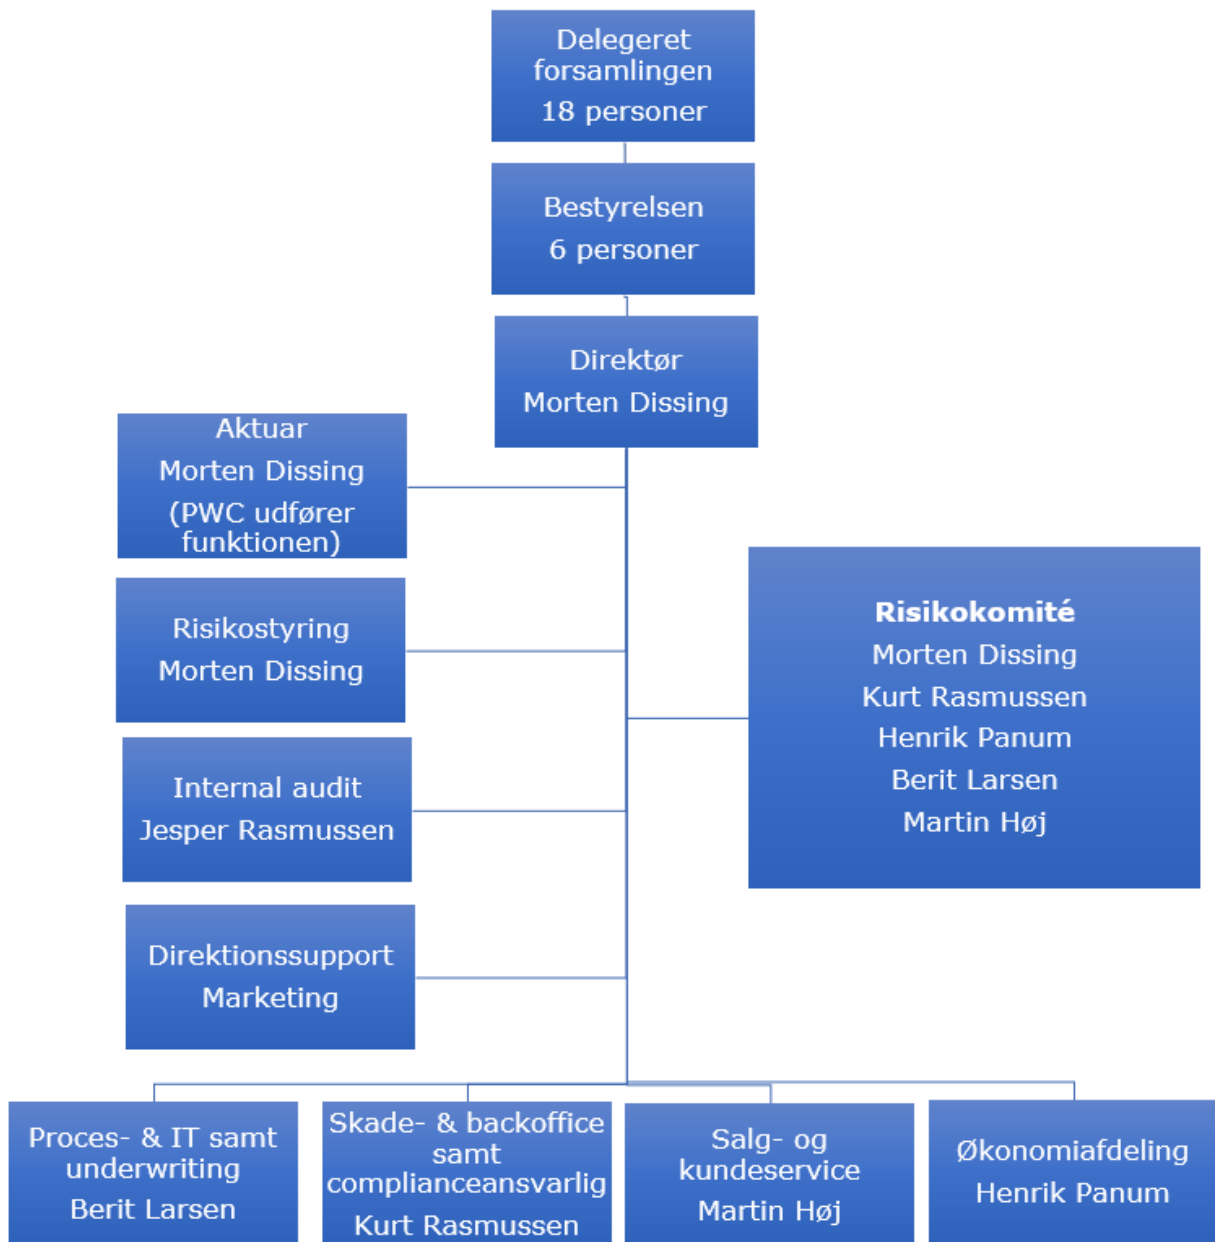 Delegeret
forsamlingen
18 personer
Bestyrelsen
6 personer
Direktør
Morten Dissing
Aktuar
Morten Dissing
(PWC udfører
funktionen)
Risikostyring
Morten Dissing
Internal audit
Jesper Rasmussen
Direktionssupport
Marketing
Risikokomité
Morten Dissing
Kurt Rasmussen
Henrik Panum
Berit Larsen
Martin Høj
Proces- & IT samt
underwriting
Berit Larsen
Skade- & backoffice
samt
complianceansvarlig
Kurt Rasmussen
Salg- og
kundeservice
Martin Høj
Økonomiafdeling
Henrik Panum